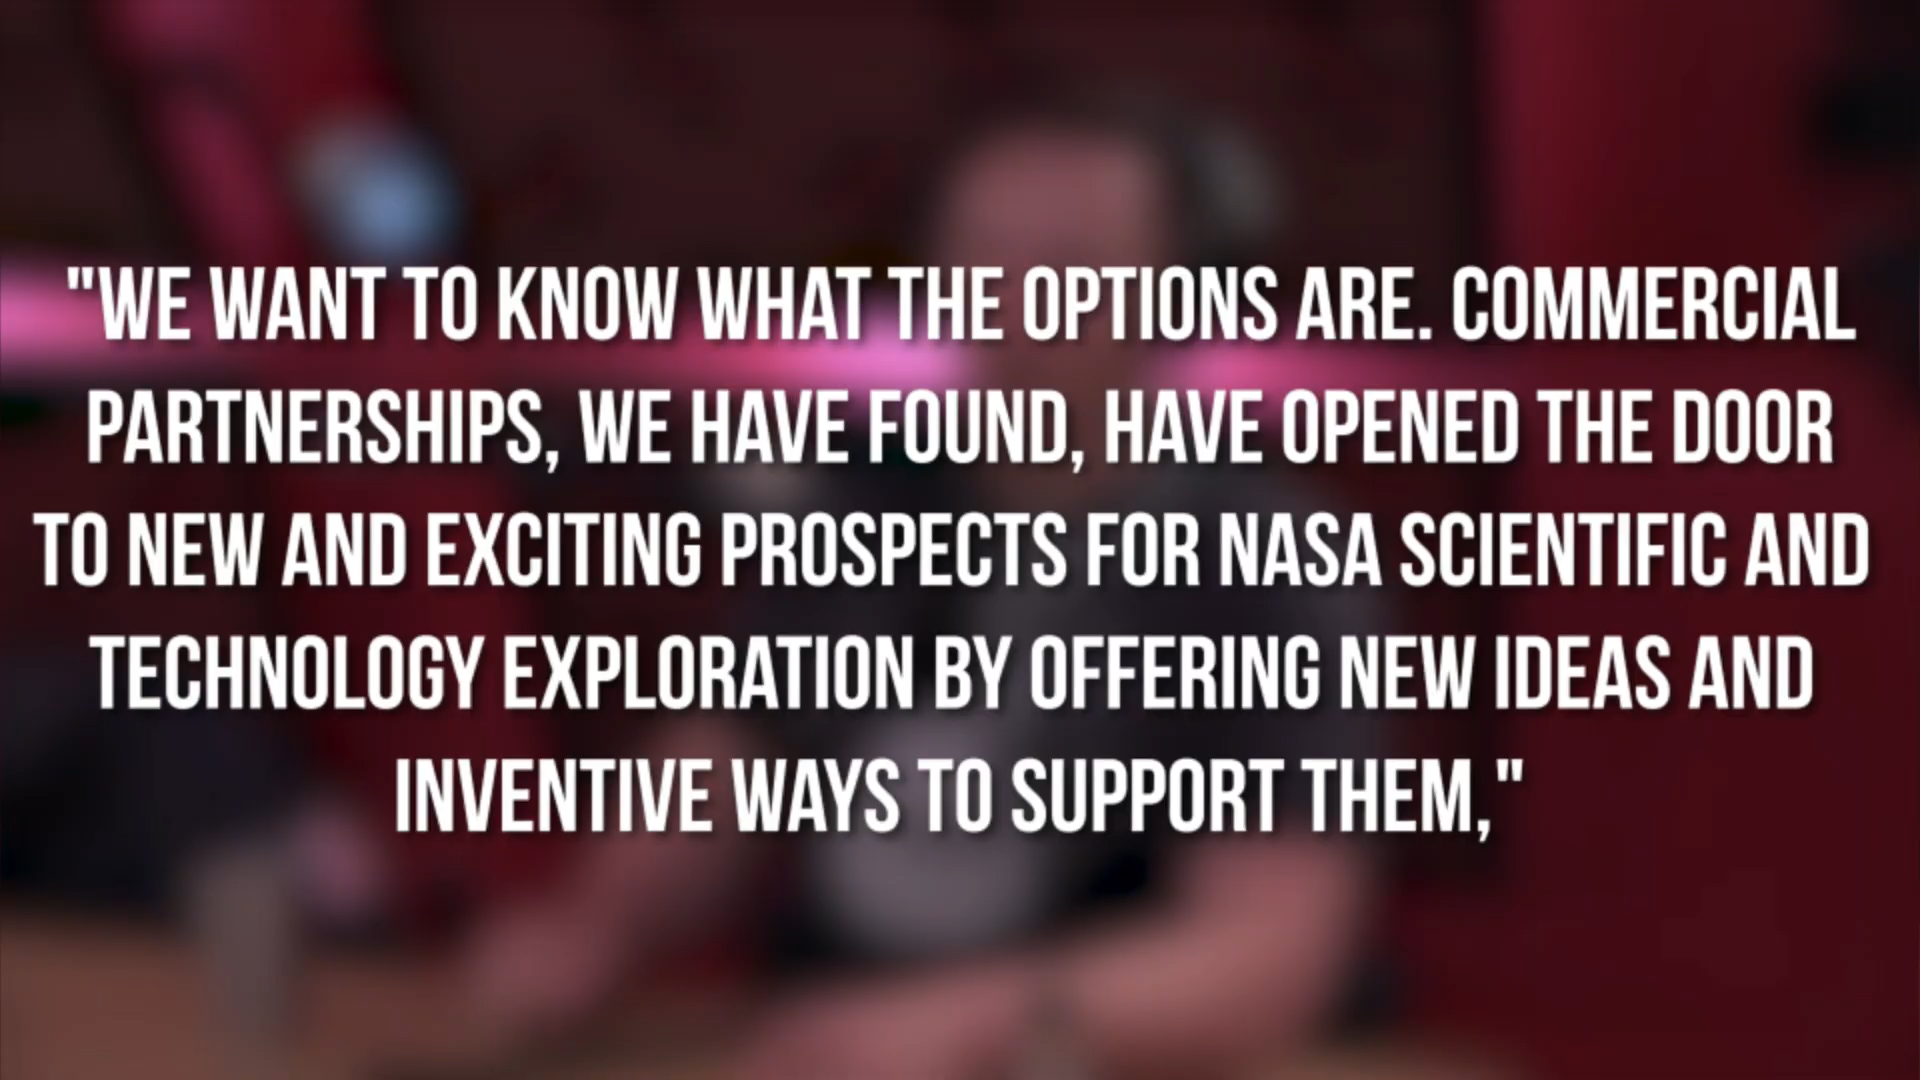 "WE WANT TO KNOW WHAT THE OPTIONS ARE. COMMERCIAL
PARTNERSHIPS, WE HAVE FOUND, HAVE OPENED THE DOOR
TO NEW AND EXCITING PROSPECTS FOR NASA SCIENTIFIC AND
TECHNOLOGY EXPLORATION BY OFFERING NEW IDEAS AND
INVENTIVE WAYS TO SUPPORT THEM,"